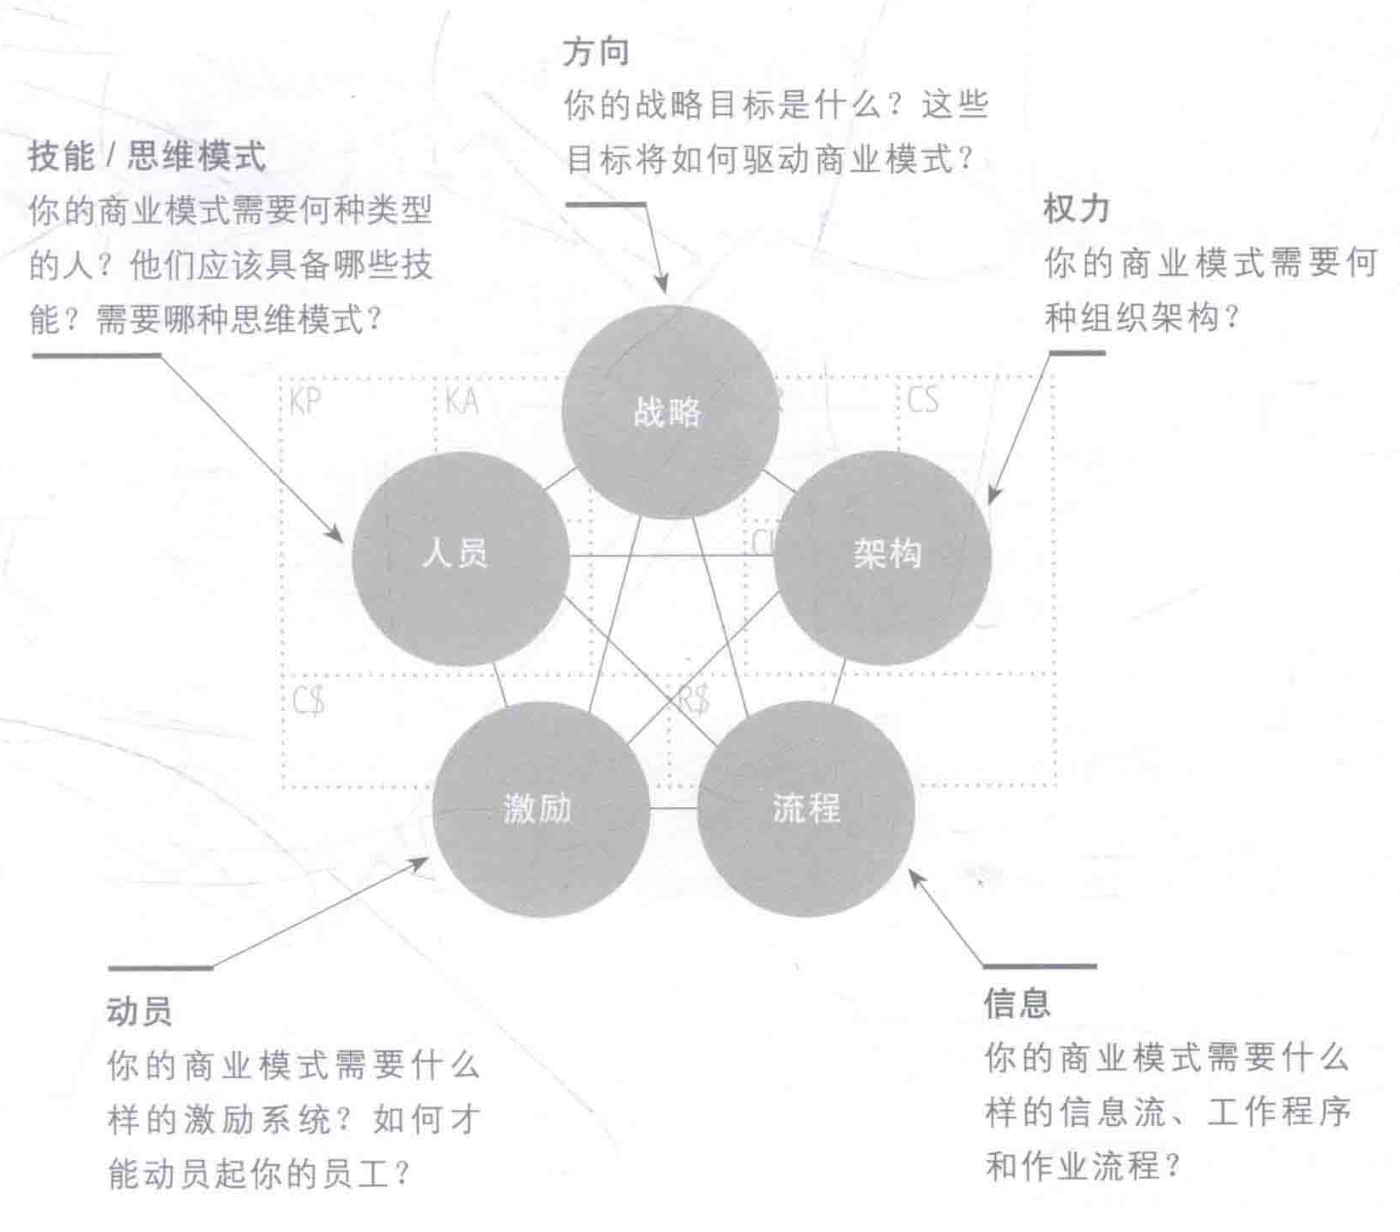 方向
你的战略目标是什么？这些
目标将如何驱动商业模式？
技能 / 思维模式
你的商业模式需要何种类型
的人？他们应该具备哪些技
能？需要哪种思维模式？
权力
你的商业模式需要何
种组织架构？
KP
KA
CS
战略
人员
架构
C$
R$
激励
流程
动员
你的商业模式需要什么
样的激励系统？如何才
能动员起你的员工？
信息
你的商业模式需要什么
样的信息流、工作程序
和作业流程？